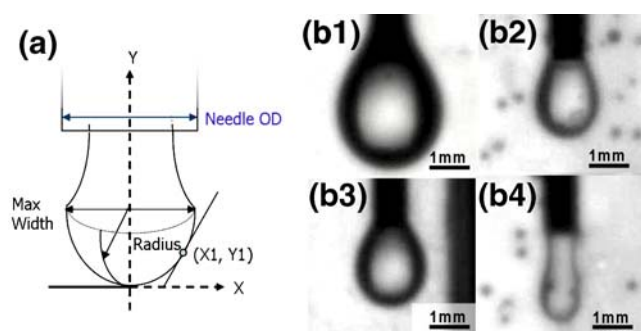 (a)
Y
Needle OD
Max
Width
Radius
(X1, Y1)
X
(b1)
1mm
(b2)
1mm
(b3)
1mm
(b4)
1mm